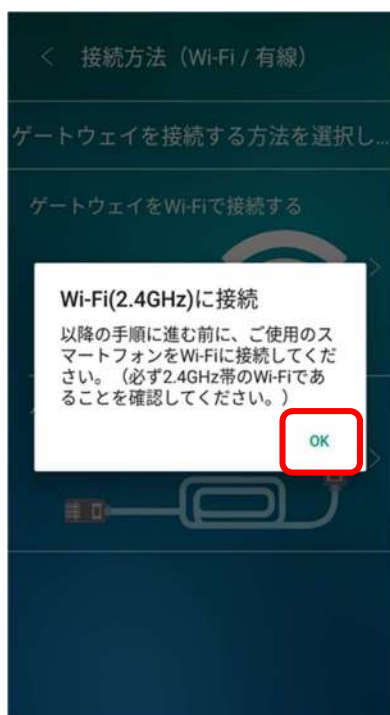 ＜ 接続方法（Wi-Fi / 有線）
ゲートウェイを接続する方法を選択し...
ゲートウェイをWi-Fiで接続する
Wi-Fi(2.4GHz)に接続
以降の手順に進む前に、ご使用のス
マートフォンをWi-Fiに接続してくだ
さい。（必ず2.4GHz帯のWi-Fiであ
ることを確認してください。）
OK